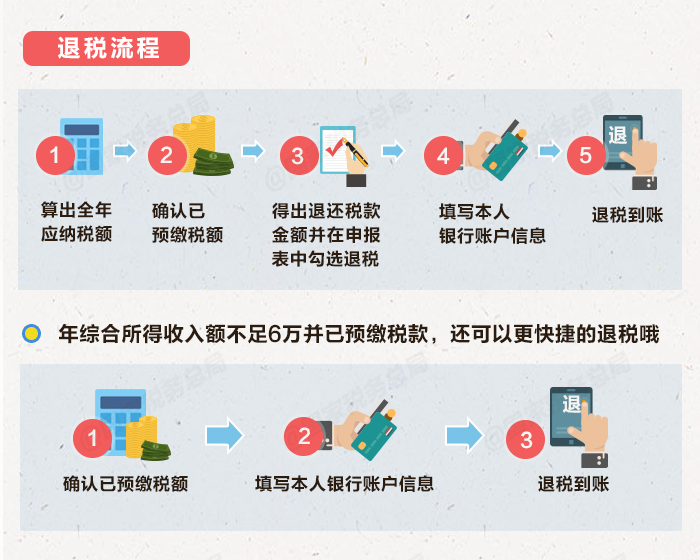 退税流程
1
2
3
4
5
退
算出全年
应纳税额
确认已
预缴税额
得出退还税款
金额并在申报
表中勾选退税
填写本人
银行账户信息
退税到账
年综合所得收入额不足6万并已预缴税款，还可以更快捷的退税哦
1
2
3
退
确认已预缴税额
填写本人银行账户信息
退税到账